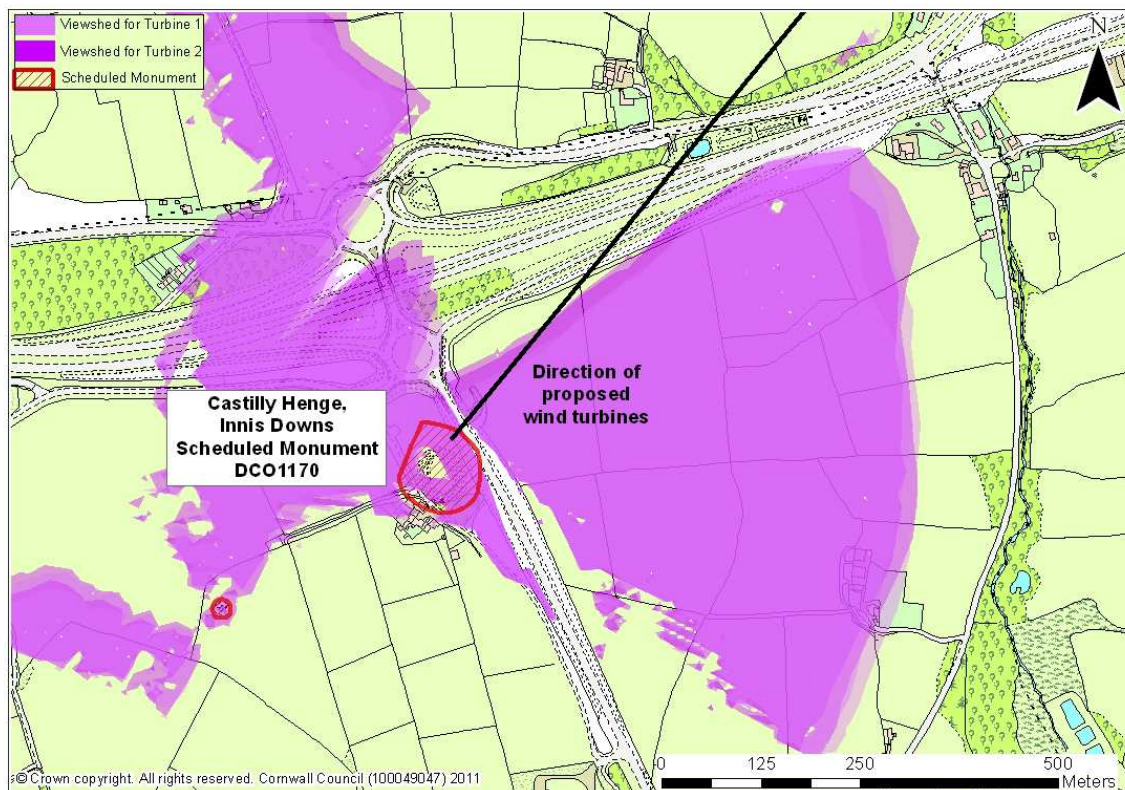 Viewshed for Turbine 1
Viewshed for Turbine 2
Scheduled Monument
N
Direction of
proposed
wind turbines
Castilly Henge,
Innis Downs
Scheduled Monument
DCO1170
0 125 250 500
Meters
© Crown copyright. All rights reserved. Cornwall Council (100049047) 2011